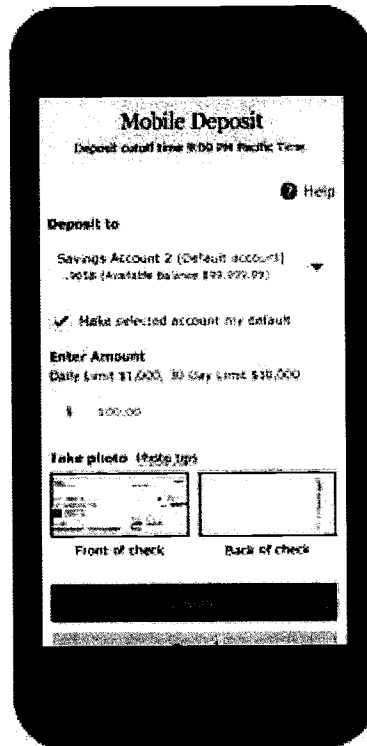 Mobile Deposit
Deposit cutoff time 9:00 PM Pacific Time
? Help
Deposit to
Savings Account 2 (Default account)
(Available balance $99,999.99)
Make selected account my default
Enter Amount
Daily Limit $1,000, 30 Day Limit $10,000
$ 100.00
Take photo (Photo tips)
Front of check
Back of check